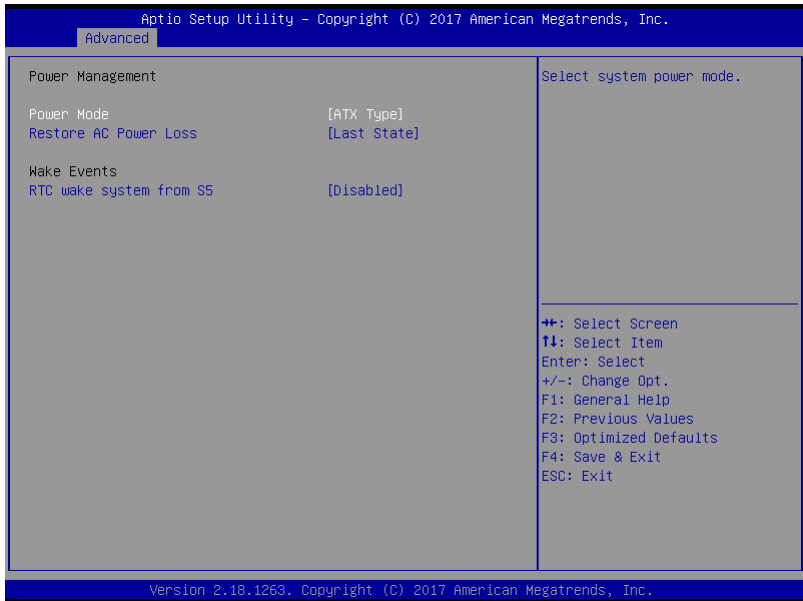 Aptio Setup Utility – Copyright (C) 2017 American Megatrends, Inc.
Advanced
Power Management
Power Mode [ATX Type]
Restore AC Power Loss [Last State]
Wake Events
RTC wake system from S5 [Disabled]
Select system power mode.
→←: Select Screen
↑↓: Select Item
Enter: Select
+/-: Change Opt.
F1: General Help
F2: Previous Values
F3: Optimized Defaults
F4: Save & Exit
ESC: Exit
Version 2.18.1263. Copyright (C) 2017 American Megatrends, Inc.